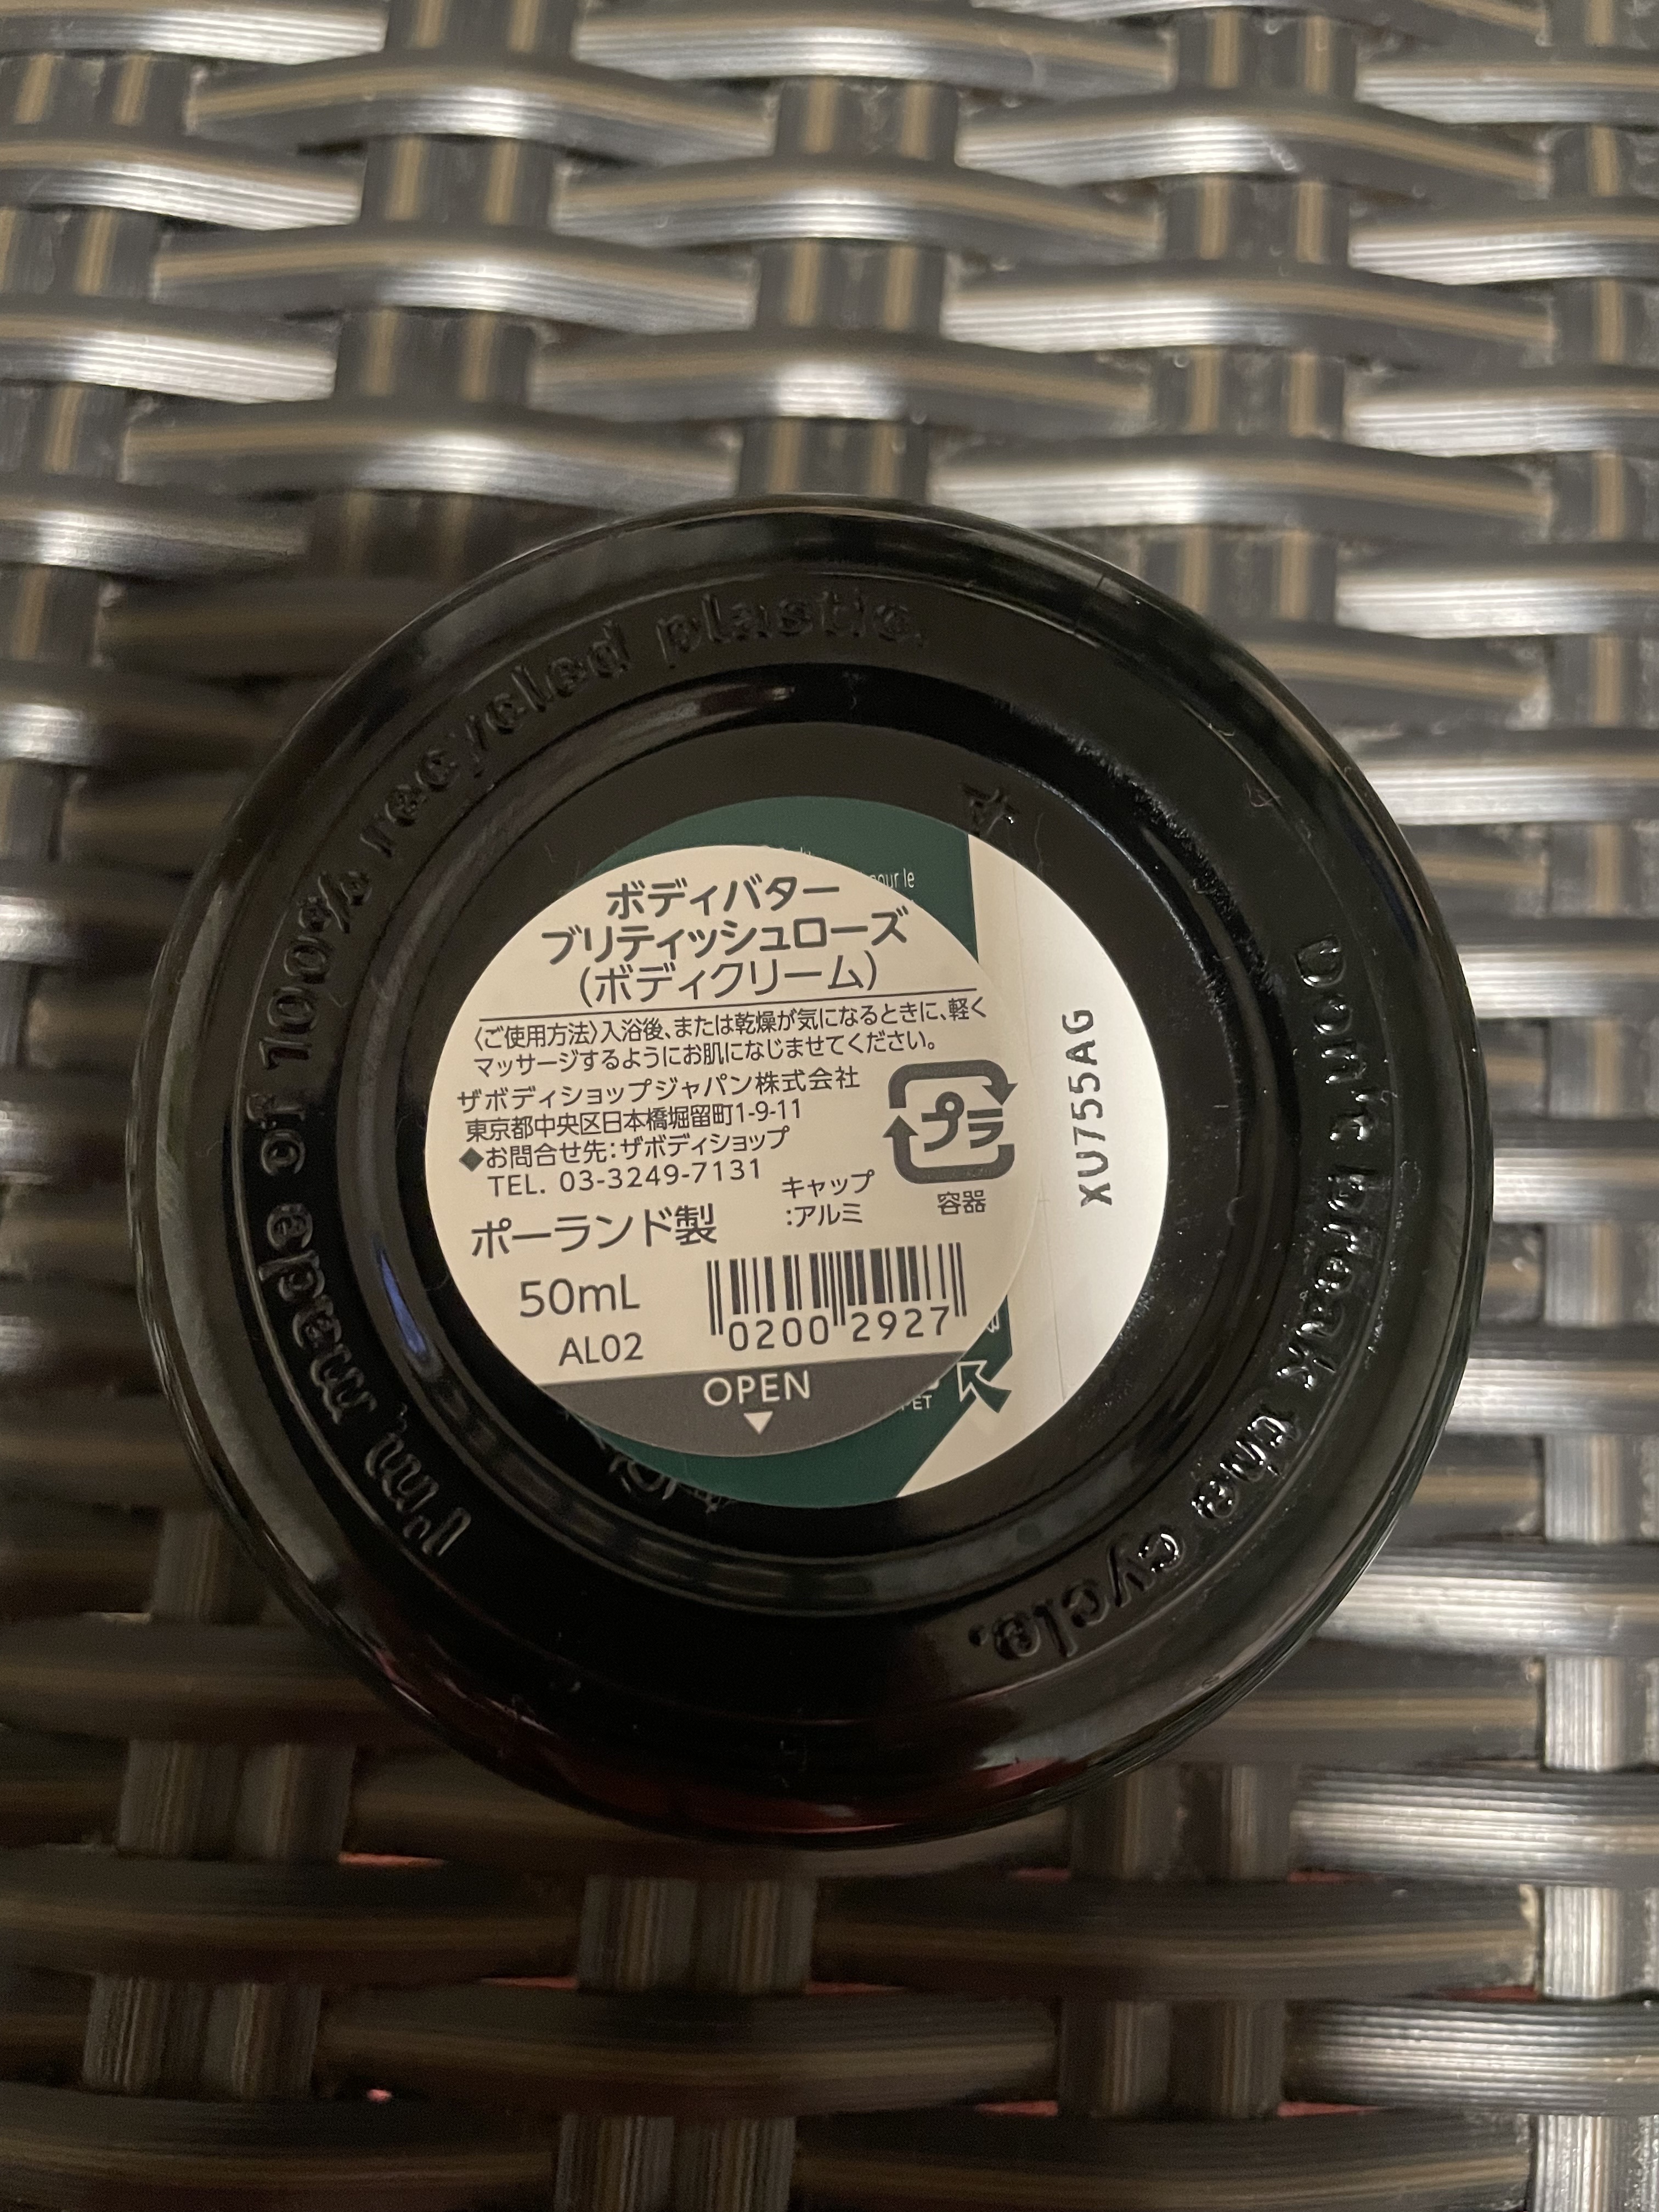 I'm made of 100% recycled plastic.
Don't break the cycle.
pour le
ボディバター
ブリティッシュローズ
(ボディクリーム)
〈ご使用方法〉入浴後、または乾燥が気になるときに、軽く
マッサージするようにお肌になじませてください。
ザボディショップジャパン株式会社
東京都中央区日本橋堀留町1-9-11
◆お問合せ先：ザボディショップ
TEL. 03-3249-7131
プラ
容器
キャップ
：アルミ
ポーランド製
50mL
AL02
0200 2927
OPEN
PET
XU755AG